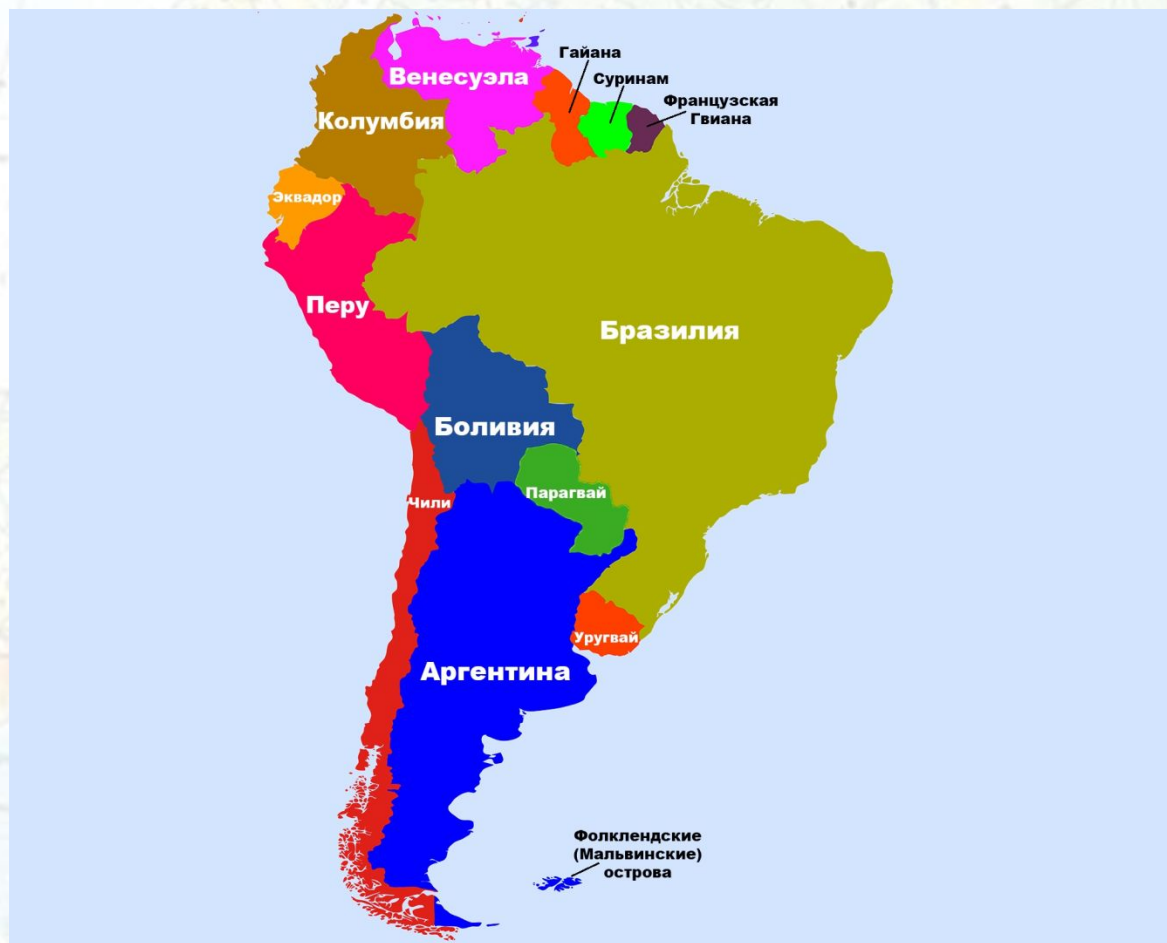 Гайана
Венесуэла
Суринам
Французская
Гвиана
Колумбия
Эквадор
Перу
Бразилия
Боливия
Парагвай
Чили
Уругвай
Аргентина
Фолклендские
(Мальвинские)
острова